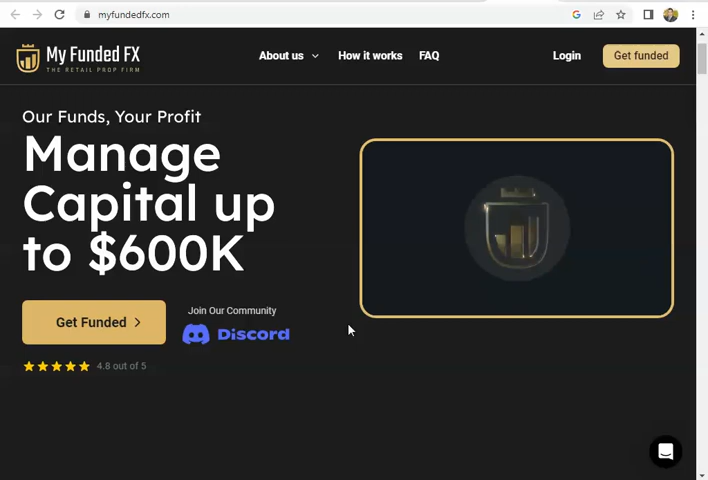 myfundedfx.com
My Funded FX
THE RETAIL PROP FIRM
About us
How it works
FAQ
Login
Get funded
Our Funds, Your Profit
Manage
Capital up
to $600K
Get Funded
Join Our Community
Discord
4.8 out of 5